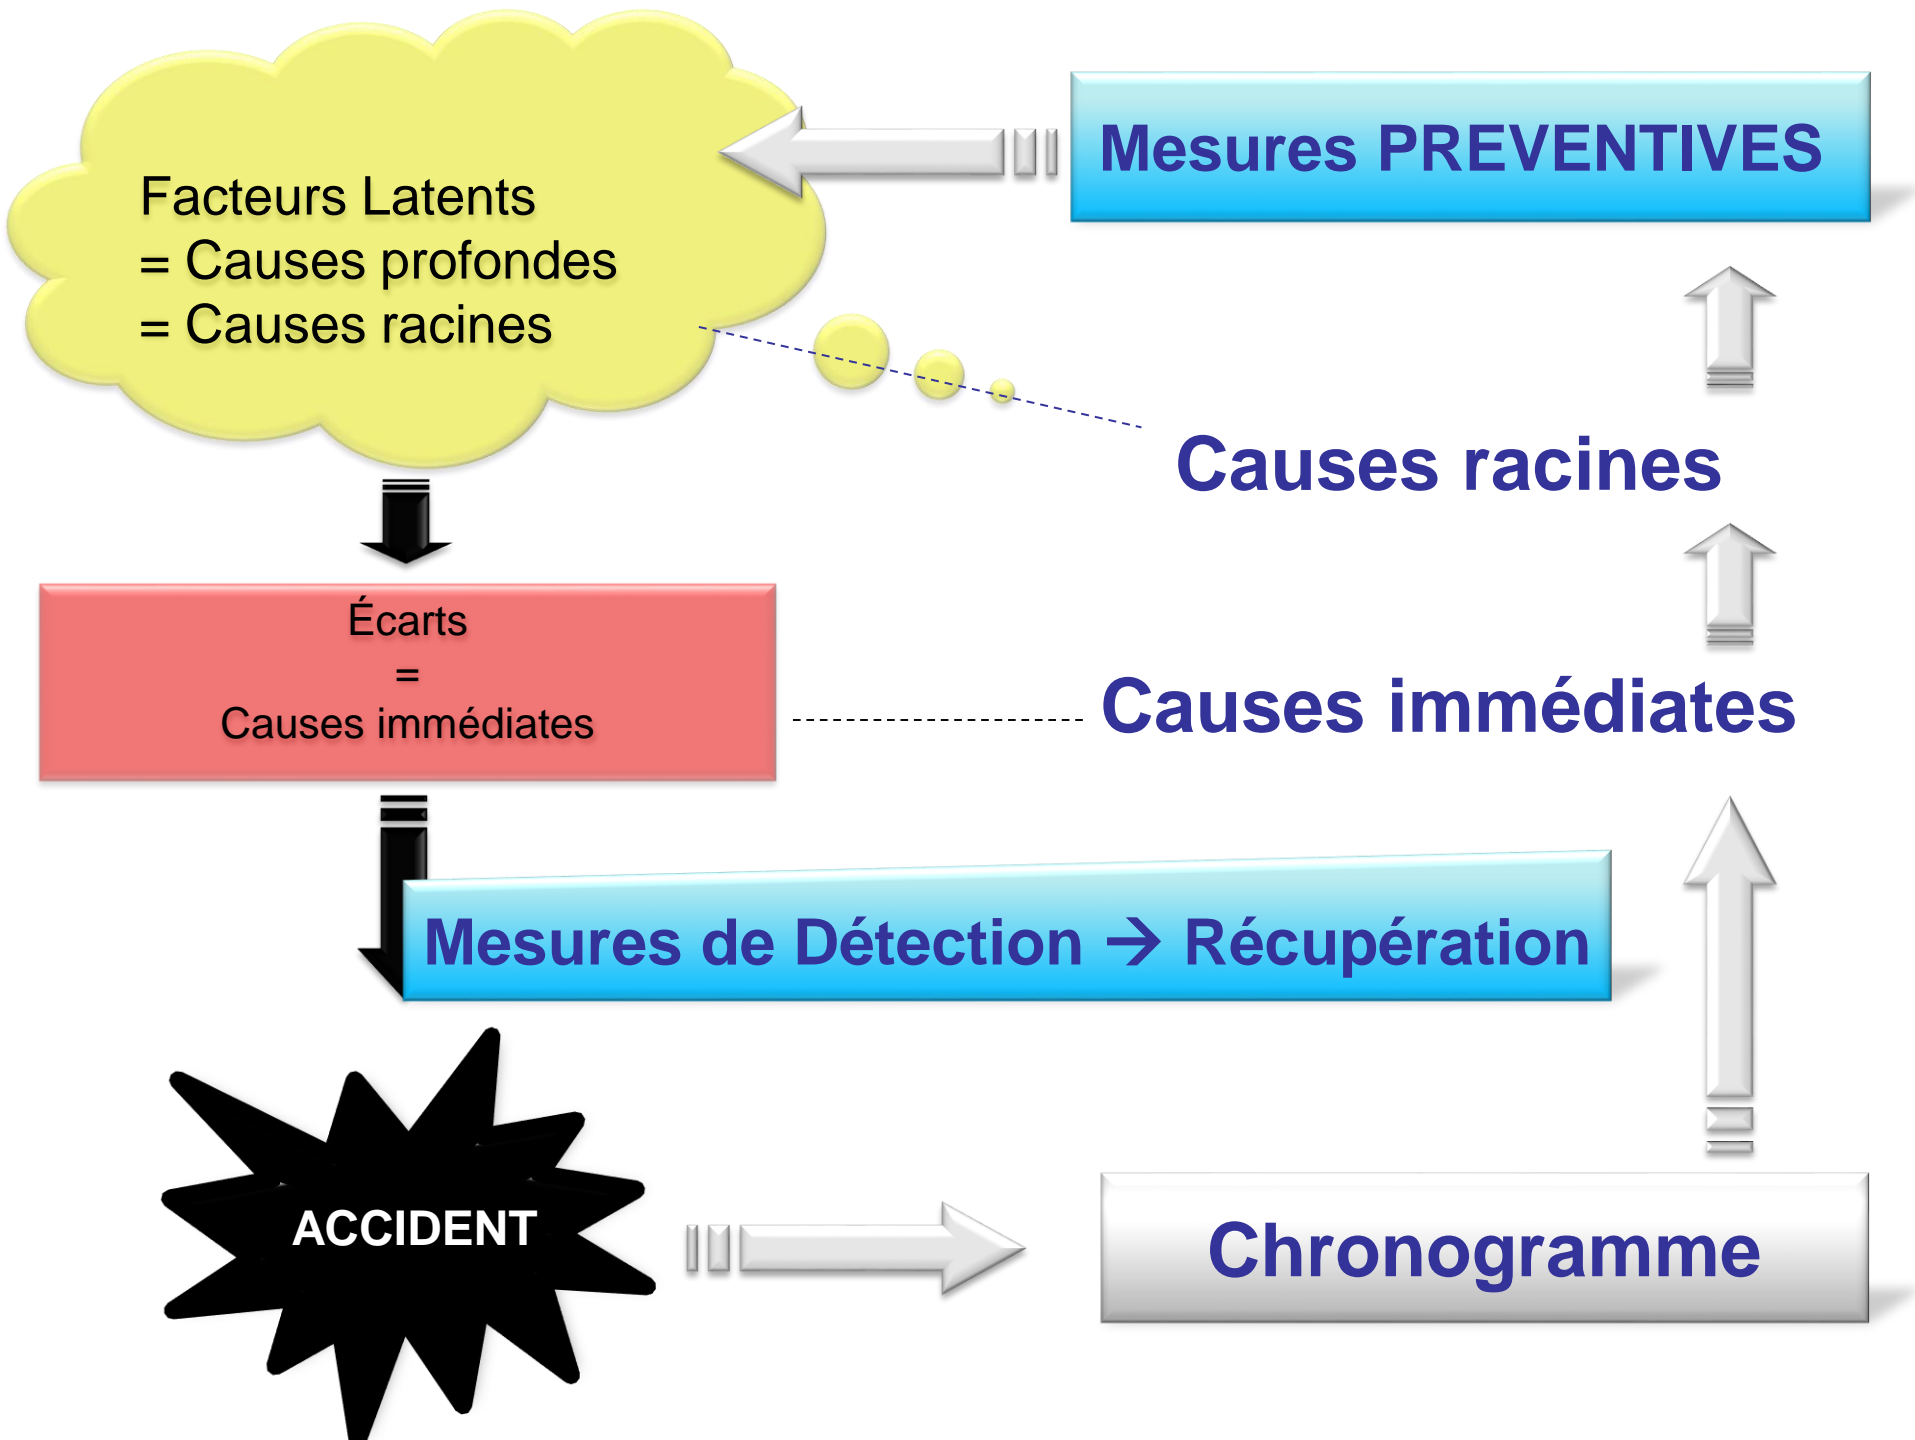 Mesures PREVENTIVES
Facteurs Latents
= Causes profondes
= Causes racines
Causes racines
Écarts
=
Causes immédiates
Causes immédiates
Mesures de Détection → Récupération
ACCIDENT
Chronogramme